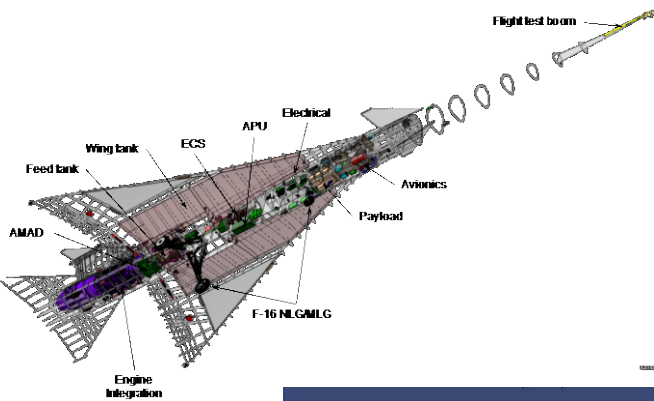 Flight test boom
Electrical
APU
ECS
Wing tank
Feed tank
Avionics
Payload
AMAD
F-16 NLG/MLG
Engine
Integration